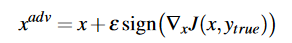 x^{adv} = x + ε sign(∇_x J(x, y_{true}))